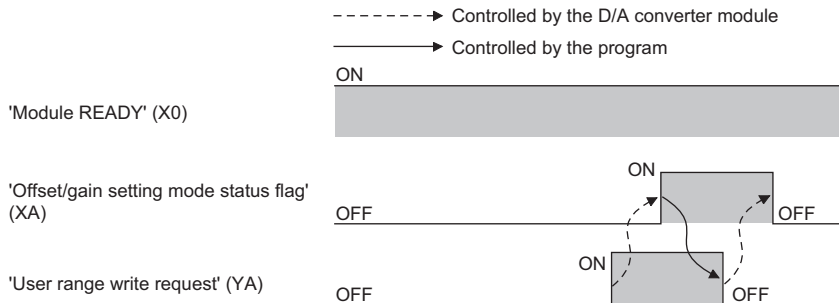 Controlled by the D/A converter module
Controlled by the program
ON
'Module READY' (X0)
ON
'Offset/gain setting mode status flag'
(XA)
OFF
OFF
ON
'User range write request' (YA)
OFF
OFF